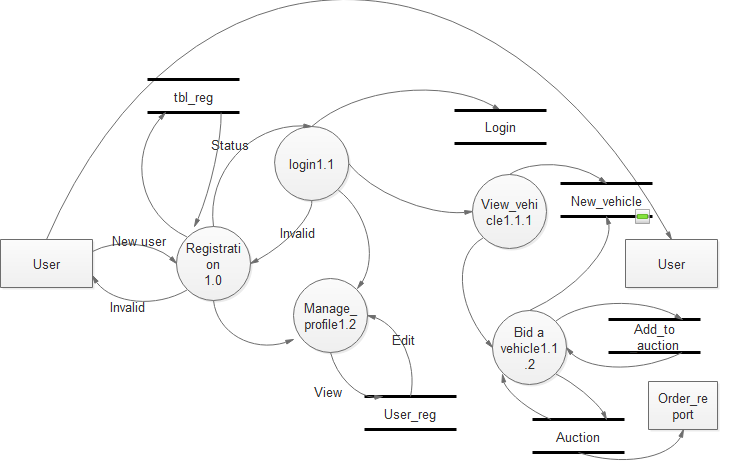 tbl_reg
Status
Login
login1.1
View_vehi
cle1.1.1
New_vehicle
New user
Invalid
User
Registrati
on
1.0
User
Invalid
Manage_
profile1.2
Edit
Bid a
vehicle1.1
.2
Add_to
auction
View
User_reg
Order_re
port
Auction